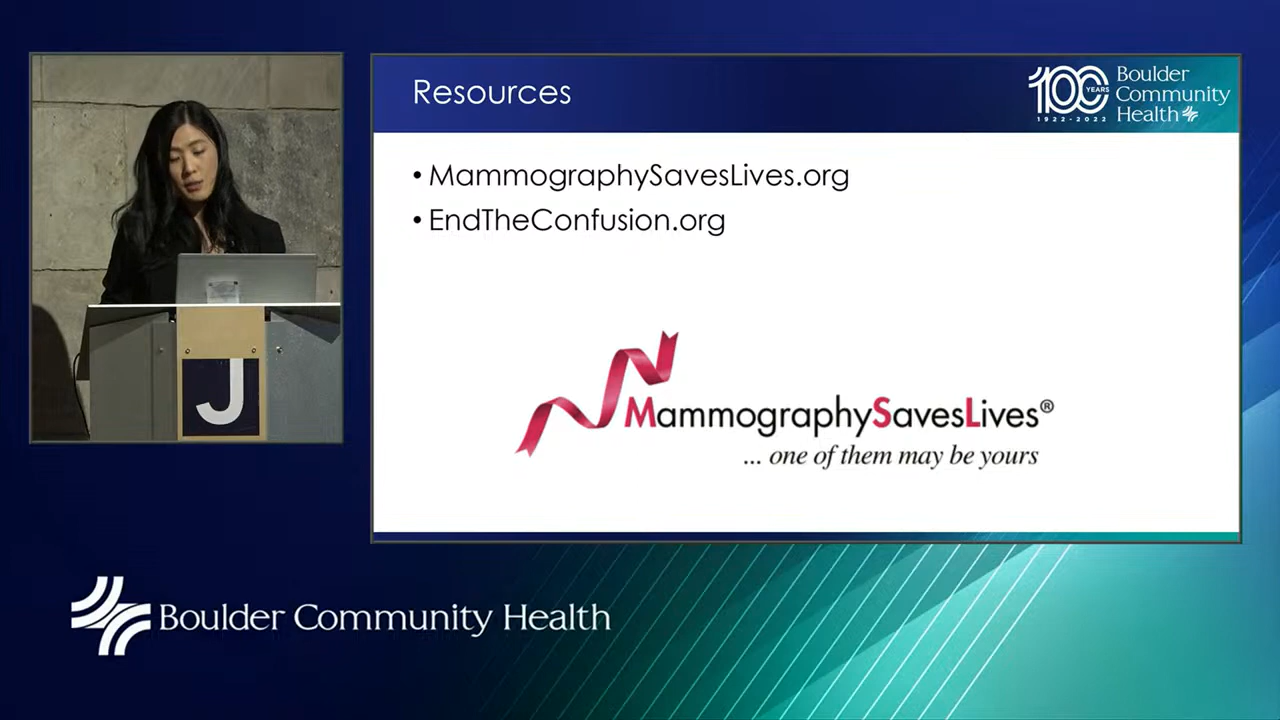 Resources
100
YEARS
1922-2022
Boulder
Community
Health
• MammographySavesLives.org
• EndTheConfusion.org
MammographySavesLives®
... one of them may be yours
J
Boulder Community Health